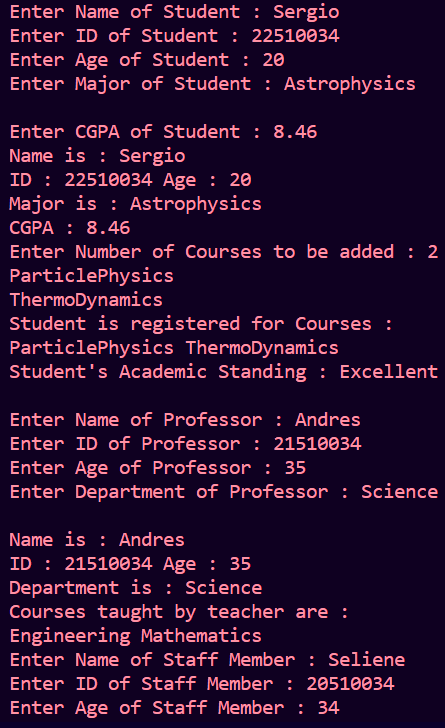 Enter Name of Student : Sergio
Enter ID of Student : 22510034
Enter Age of Student : 20
Enter Major of Student : Astrophysics
Enter CGPA of Student : 8.46
Name is : Sergio
ID : 22510034 Age : 20
Major is : Astrophysics
CGPA : 8.46
Enter Number of Courses to be added : 2
ParticlePhysics
ThermoDynamics
Student is registered for Courses :
ParticlePhysics ThermoDynamics
Student's Academic Standing : Excellent
Enter Name of Professor : Andres
Enter ID of Professor : 21510034
Enter Age of Professor : 35
Enter Department of Professor : Science
Name is : Andres
ID : 21510034 Age : 35
Department is : Science
Courses taught by teacher are :
Engineering Mathematics
Enter Name of Staff Member : Seliene
Enter ID of Staff Member : 20510034
Enter Age of Staff Member : 34